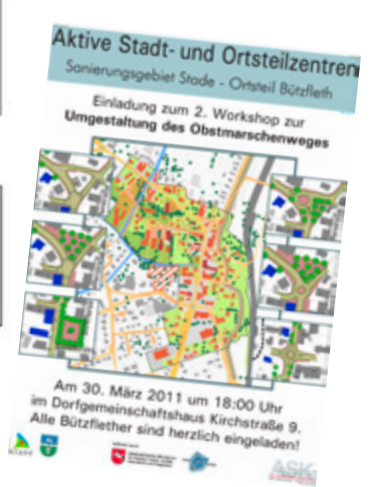 Aktive Stadt- und Ortsteilzentren
Sanierungsgebiet Stade - Ortsteil Bützfleth
Einladung zum 2. Workshop zur
Umgestaltung des Obstmarschenweges
Am 30. März 2011 um 18:00 Uhr
im Dorfgemeinschaftshaus Kirchstraße 9.
Alle Bützflether sind herzlich eingeladen!
ASK